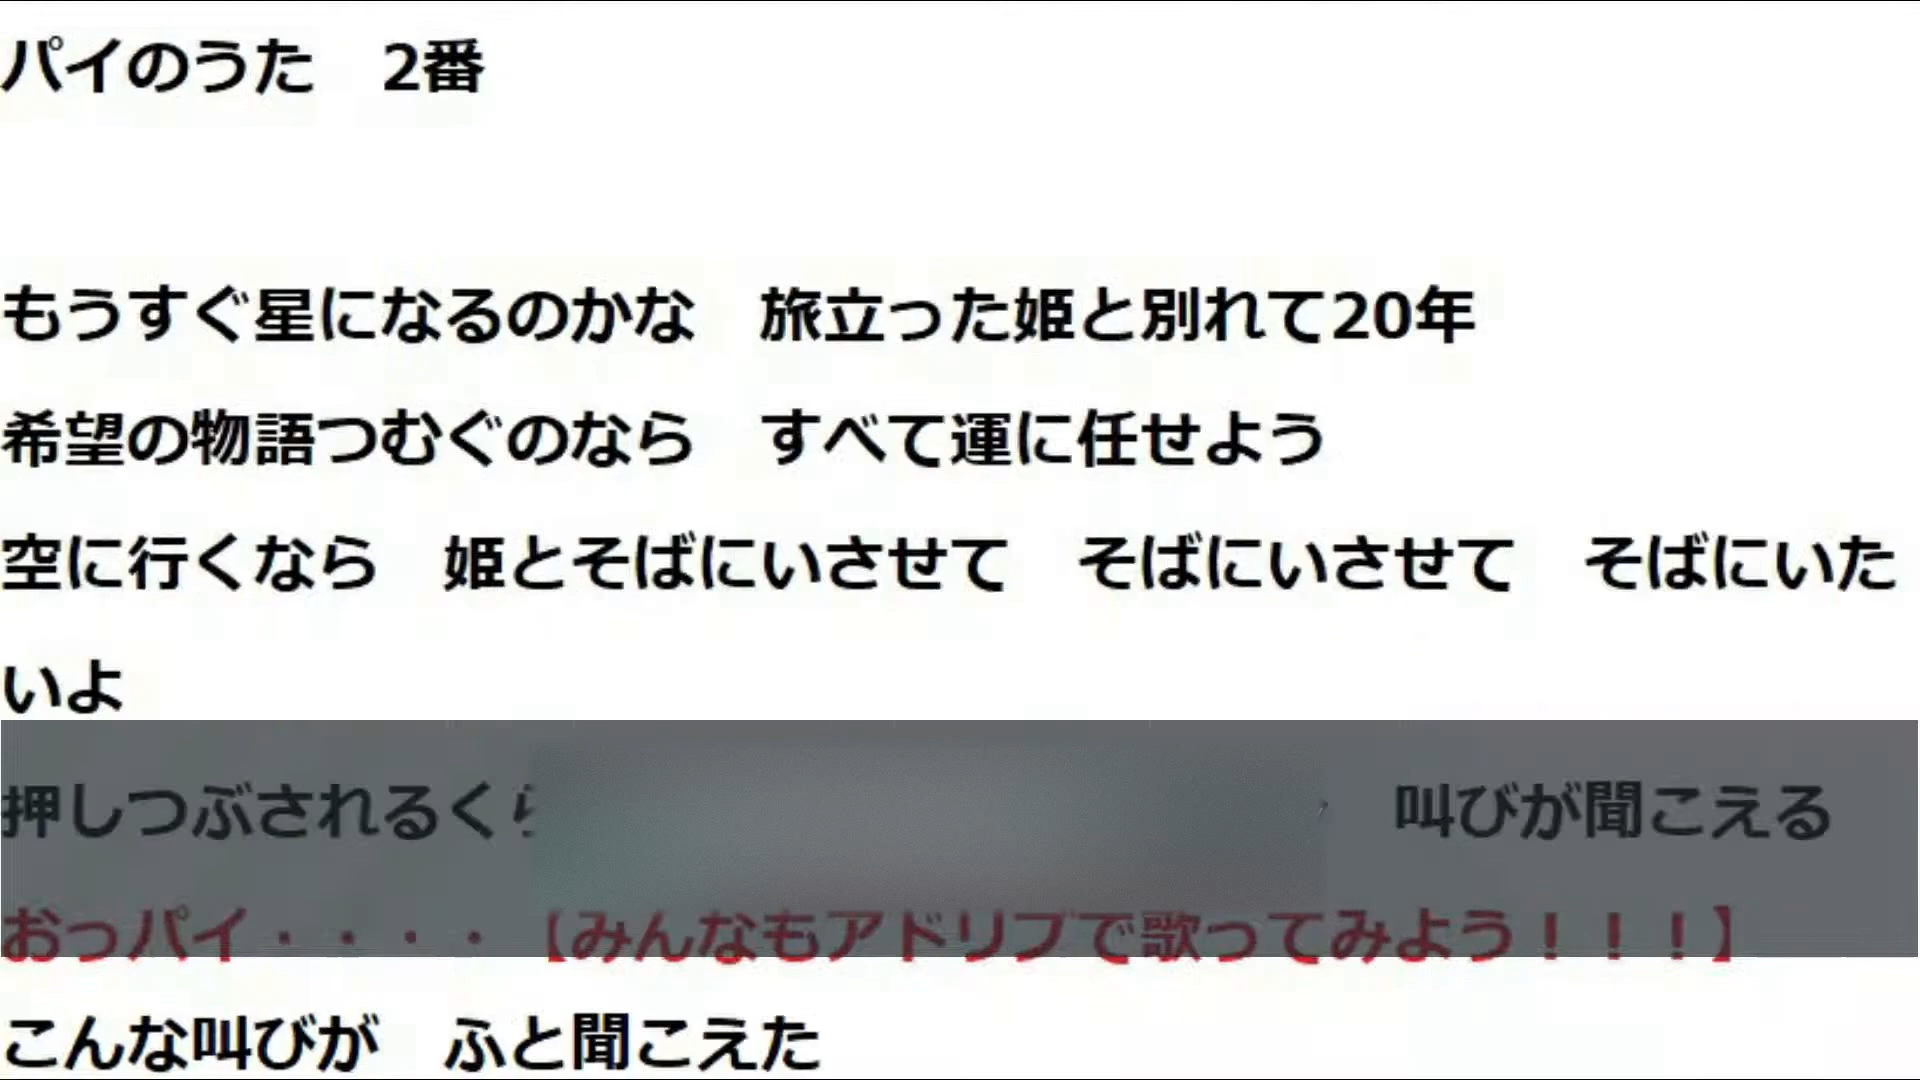 パイのうた　2番
もうすぐ星になるのかな　旅立った姫と別れて20年
希望の物語つむぐのなら　すべて運に任せよう
空に行くなら　姫とそばにいさせて　そばにいさせて　そばにいた
いよ
押しつぶされるくら　叫びが聞こえる
おっパイ・・・・【みんなもアドリブで歌ってみよう！！！】
こんな叫びが　ふと聞こえた